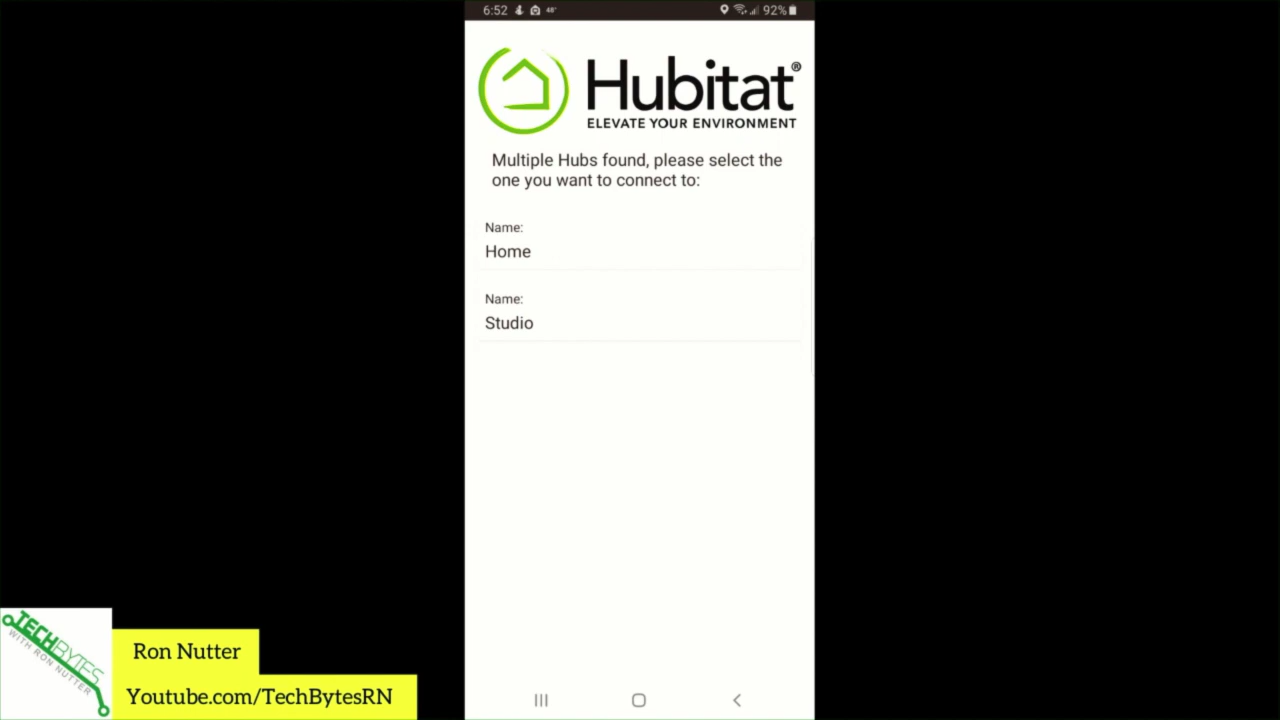 6:52 48° 92%
Hubitat®
ELEVATE YOUR ENVIRONMENT
Multiple Hubs found, please select the
one you want to connect to:
Name:
Home
Name:
Studio
TECHBYTES
WITH RON NUTTER
Ron Nutter
Youtube.com/TechBytesRN